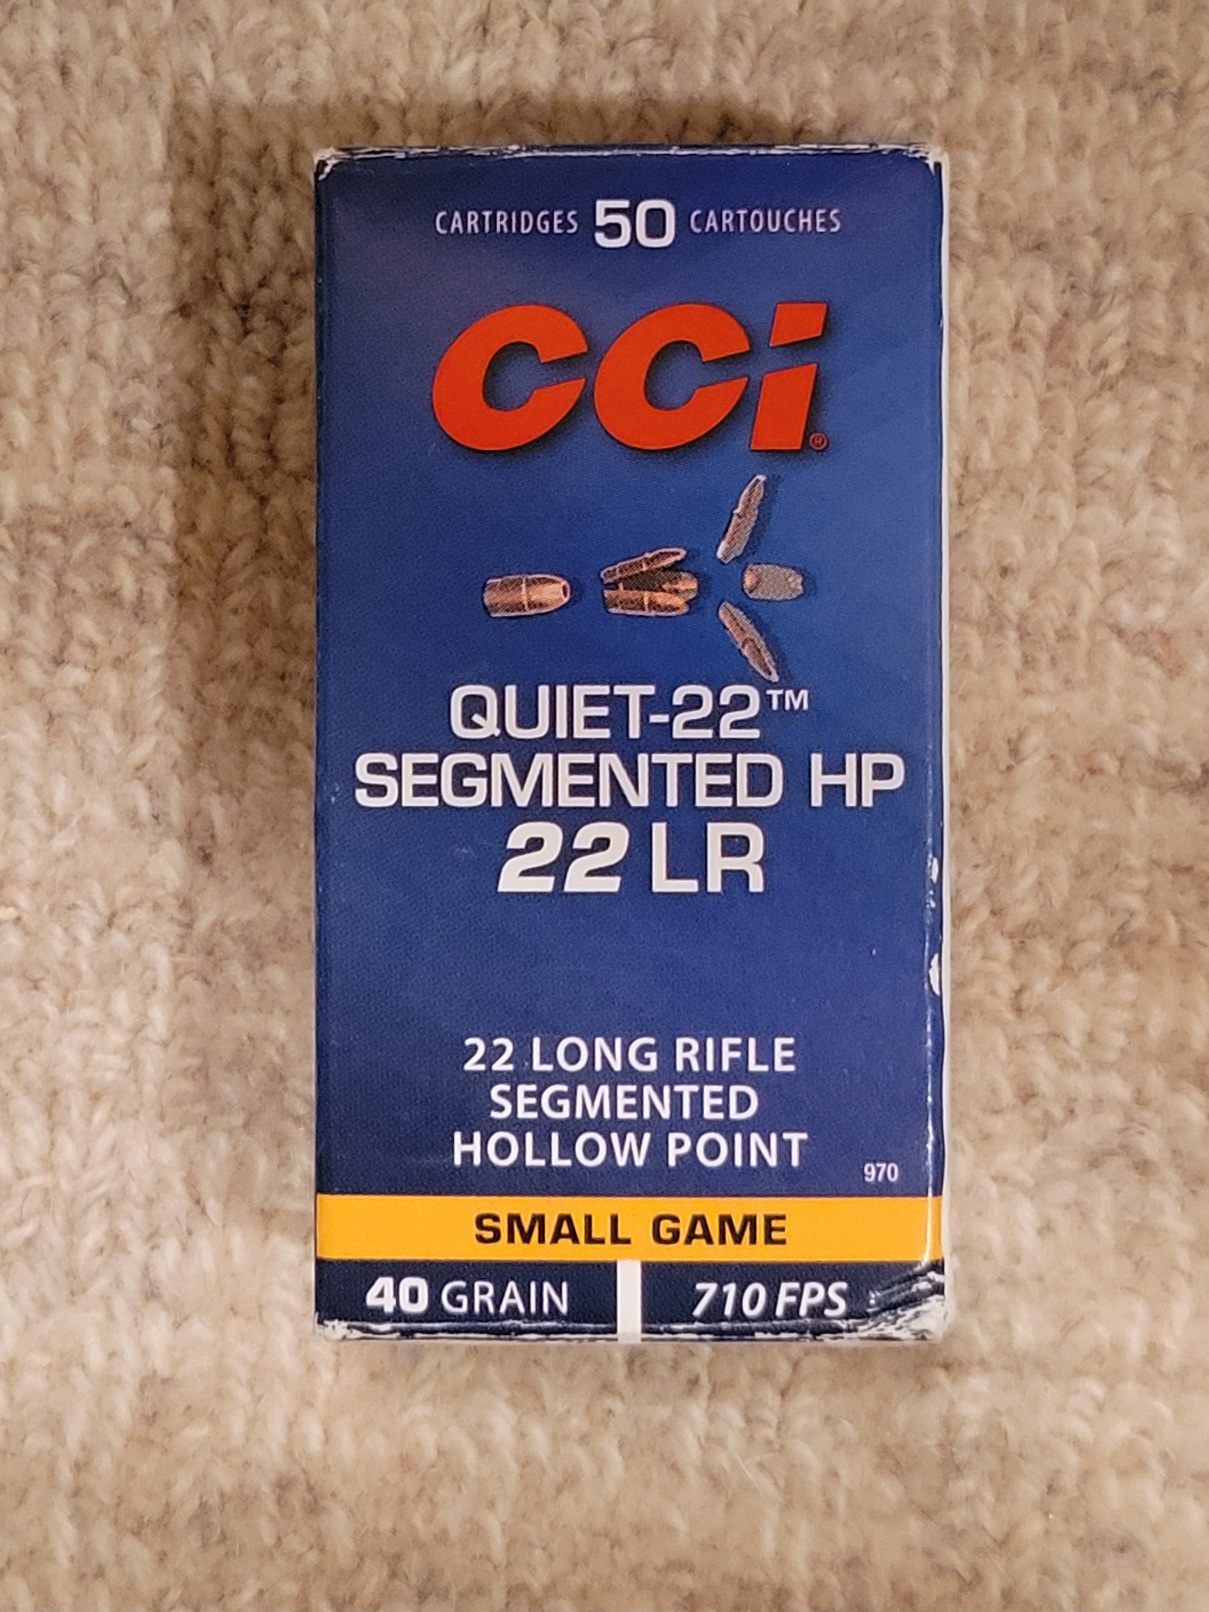 CARTRIDGES 50 CARTOUCHES
CCI®
QUIET-22™
SEGMENTED HP
22 LR
22 LONG RIFLE
SEGMENTED
HOLLOW POINT
970
SMALL GAME
40 GRAIN 710 FPS